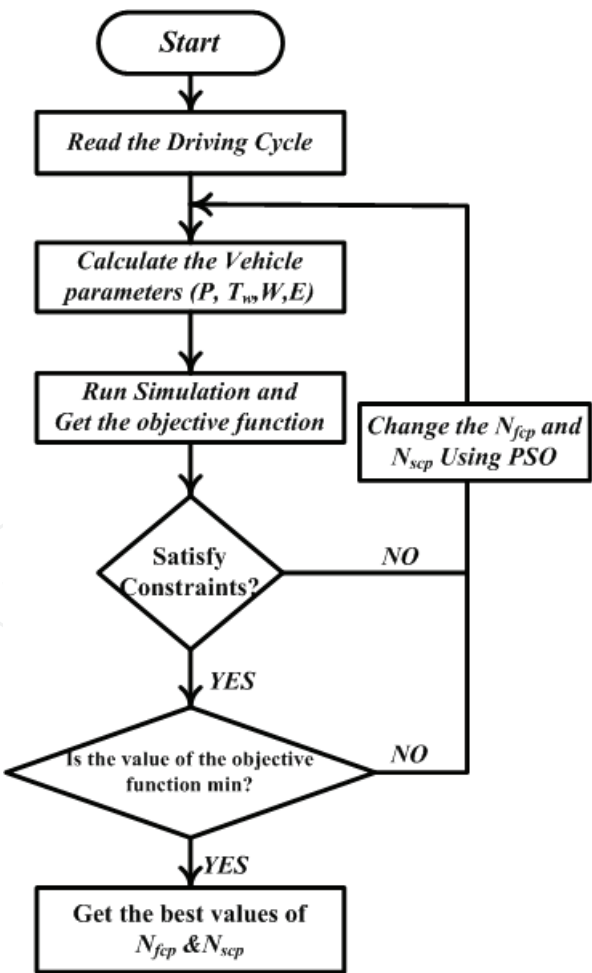 Start
Read the Driving Cycle
Calculate the Vehicle
parameters (P, Tw,W,E)
Run Simulation and
Get the objective function
Change the Nfcp and
Nscp Using PSO
Satisfy
Constraints?
NO
YES
Is the value of the objective
function min?
NO
YES
Get the best values of
Nfcp &Nscp